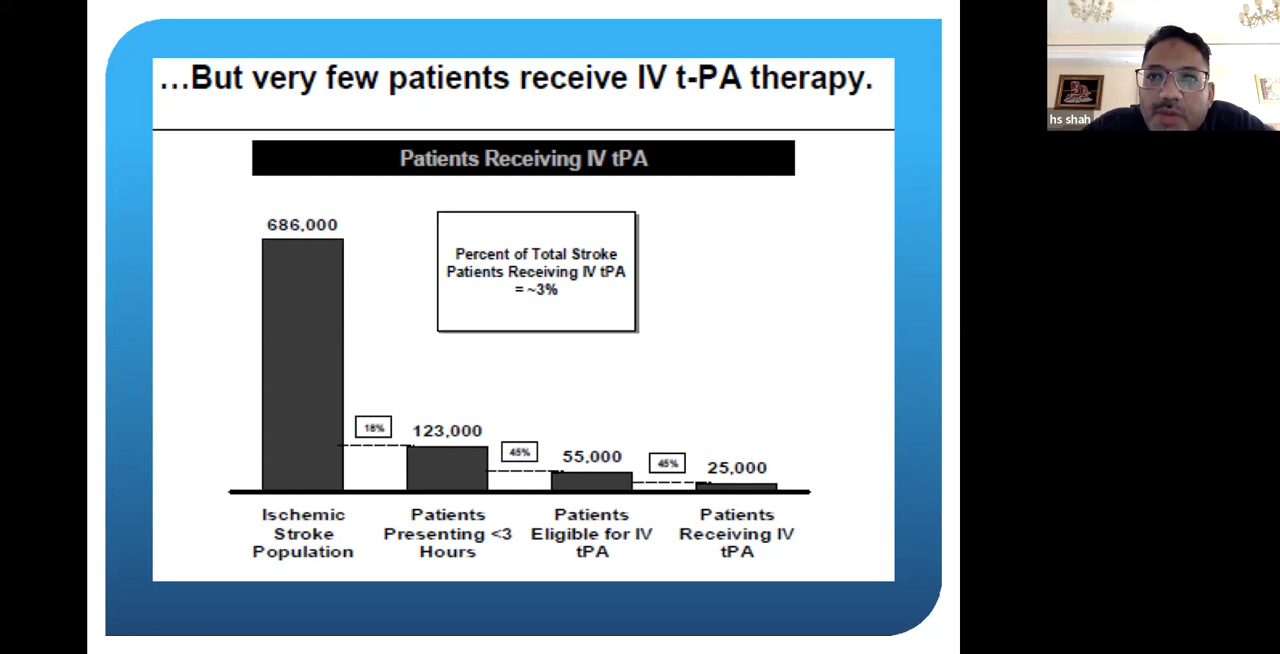 …But very few patients receive IV t-PA therapy.
Patients Receiving IV tPA
686,000
Percent of Total Stroke
Patients Receiving IV tPA
= ~3%
18%
123,000
45%
55,000
45%
25,000
Ischemic
Stroke
Population
Patients
Presenting <3
Hours
Patients
Eligible for IV
tPA
Patients
Receiving IV
tPA
hs shah